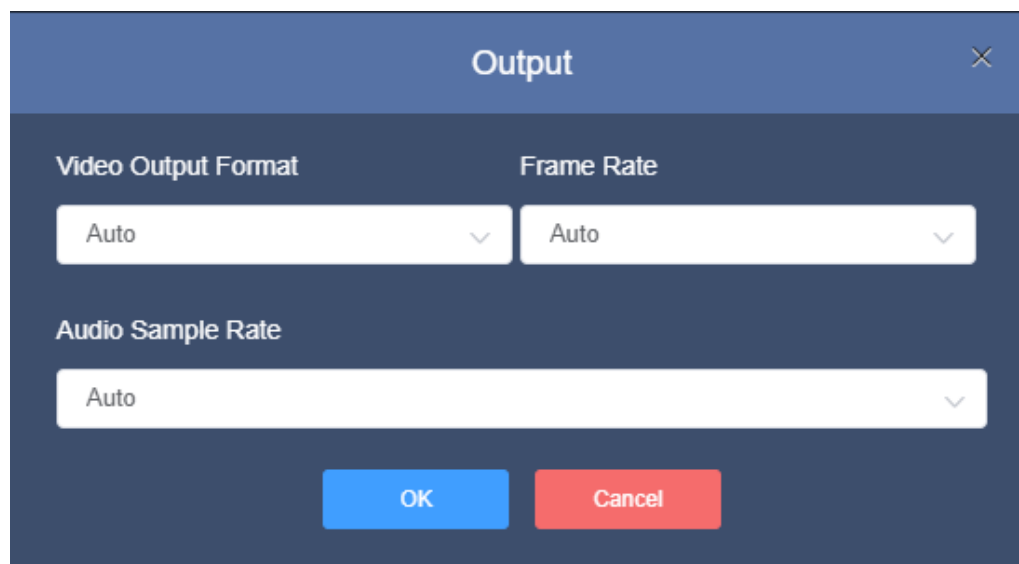 Output
Video Output Format Frame Rate
Auto Auto
Audio Sample Rate
Auto
OK Cancel